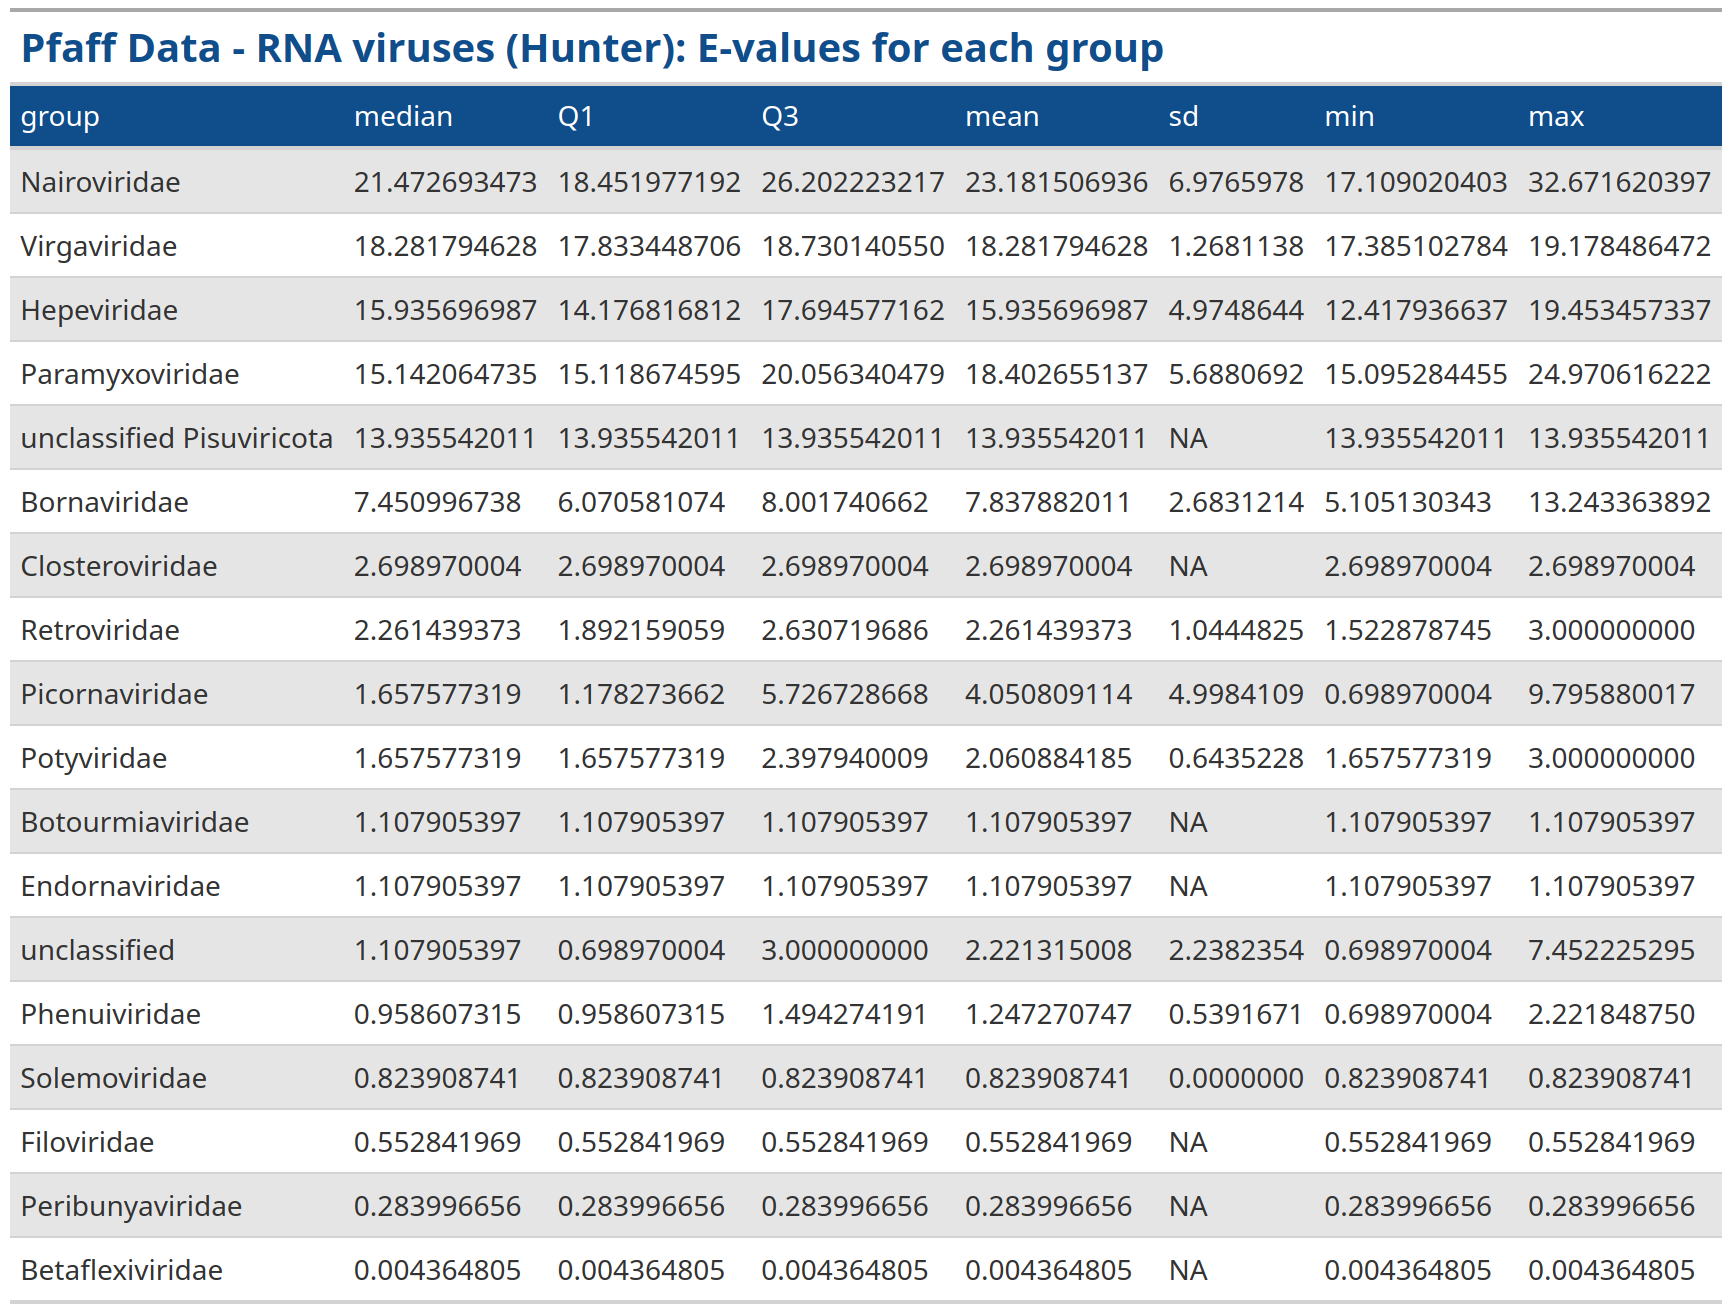 Pfaff Data - RNA viruses (Hunter): E-values for each group
group median Q1 Q3 mean sd min max
Nairoviridae 21.472693473 18.451977192 26.202223217 23.181506936 6.9765978 17.109020403 32.671620397
Virgaviridae 18.281794628 17.833448706 18.730140550 18.281794628 1.2681138 17.385102784 19.178486472
Hepeviridae 15.935696987 14.176816812 17.694577162 15.935696987 4.9748644 12.417936637 19.453457337
Paramyxoviridae 15.142064735 15.118674595 20.056340479 18.402655137 5.6880692 15.095284455 24.970616222
unclassified Pisuviricota 13.935542011 13.935542011 13.935542011 13.935542011 NA 13.935542011 13.935542011
Bornaviridae 7.450996738 6.070581074 8.001740662 7.837882011 2.6831214 5.105130343 13.243363892
Closteroviridae 2.698970004 2.698970004 2.698970004 2.698970004 NA 2.698970004 2.698970004
Retroviridae 2.261439373 1.892159059 2.630719686 2.261439373 1.0444825 1.522878745 3.000000000
Picornaviridae 1.657577319 1.178273662 5.726728668 4.050809114 4.9984109 0.698970004 9.795880017
Potyviridae 1.657577319 1.657577319 2.397940009 2.060884185 0.6435228 1.657577319 3.000000000
Botourmiaviridae 1.107905397 1.107905397 1.107905397 1.107905397 NA 1.107905397 1.107905397
Endornaviridae 1.107905397 1.107905397 1.107905397 1.107905397 NA 1.107905397 1.107905397
unclassified 1.107905397 0.698970004 3.000000000 2.221315008 2.2382354 0.698970004 7.452225295
Phenuiviridae 0.958607315 0.958607315 1.494274191 1.247270747 0.5391671 0.698970004 2.221848750
Solemoviridae 0.823908741 0.823908741 0.823908741 0.823908741 0.0000000 0.823908741 0.823908741
Filoviridae 0.552841969 0.552841969 0.552841969 0.552841969 NA 0.552841969 0.552841969
Peribunyaviridae 0.283996656 0.283996656 0.283996656 0.283996656 NA 0.283996656 0.283996656
Betaflexiviridae 0.004364805 0.004364805 0.004364805 0.004364805 NA 0.004364805 0.004364805